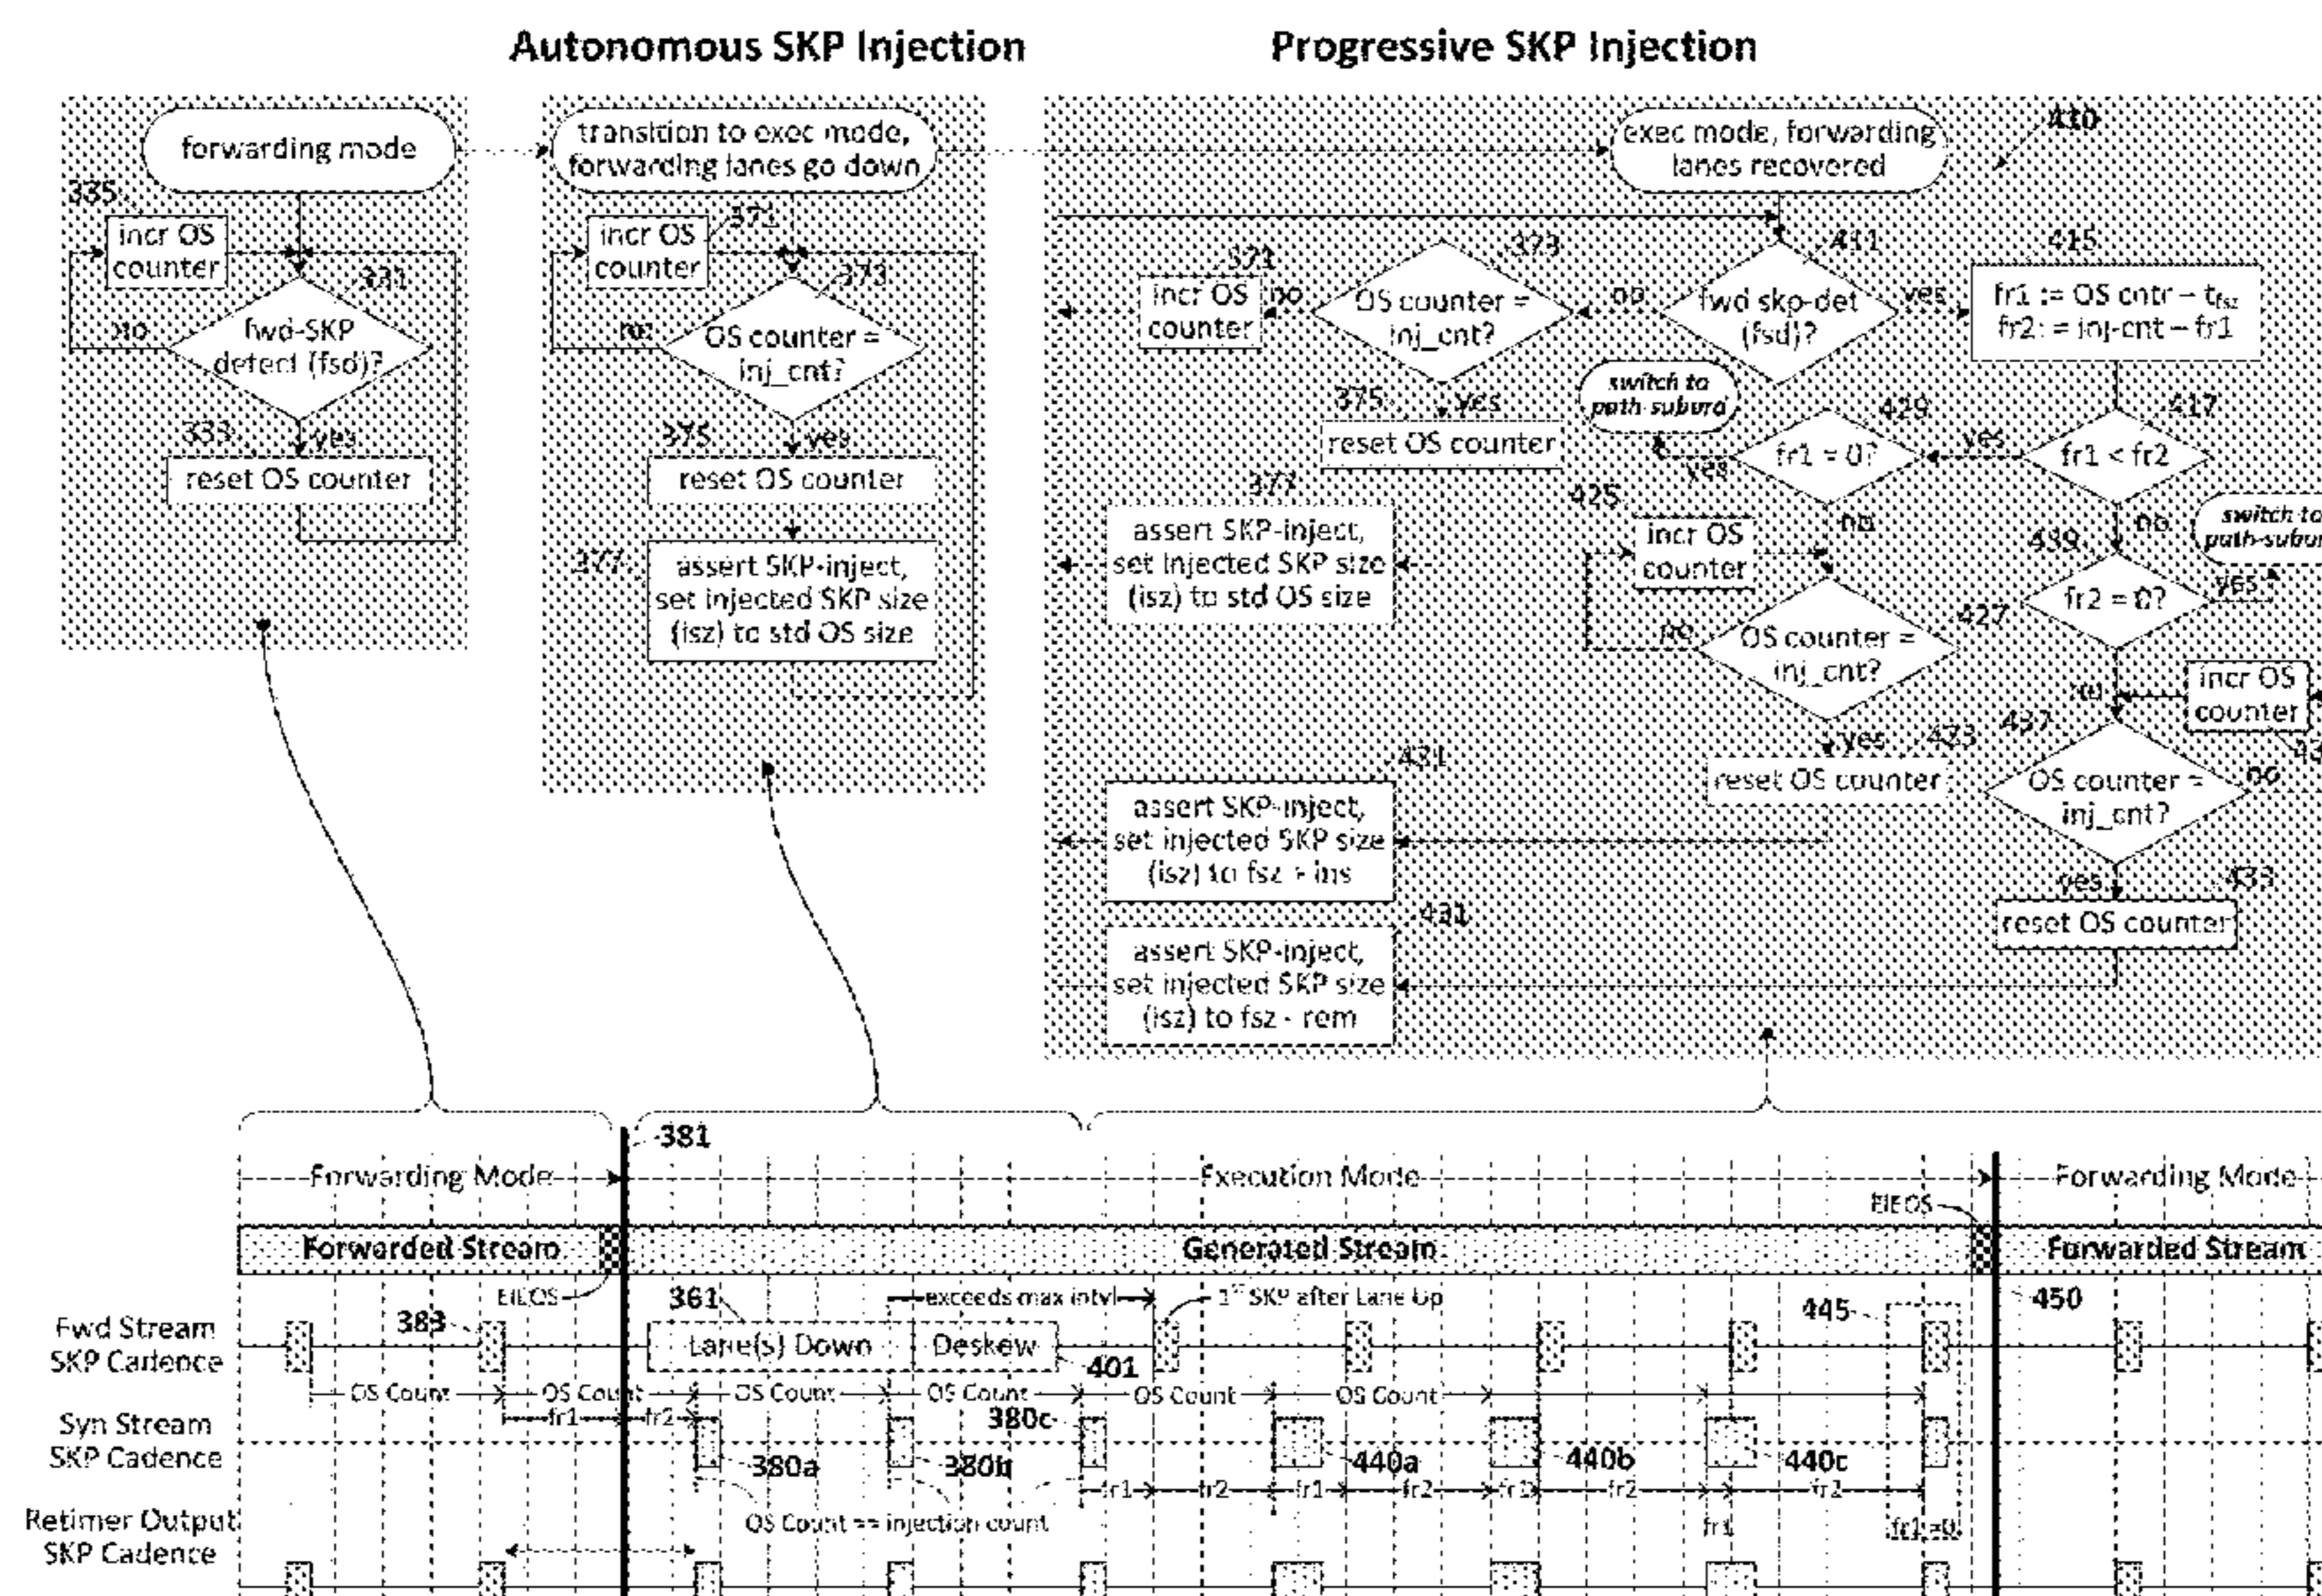 Autonomous SKP Injection
Progressive SKP Injection
forwarding mode
335
incr OS
counter
331
fwd-SKP
detect (fsd)?
no
333
yes
reset OS counter
transition to exec mode,
forwarding lanes go down
incr OS
counter
371
373
OS counter =
inj_cnt?
no
375
yes
reset OS counter
377
assert SKP-inject,
set injected SKP size
(isz) to std OS size
exec mode, forwarding
lanes recovered
410
371
incr OS
counter
no
373
OS counter =
inj_cnt?
no
411
fwd skp-det
(fsd)?
yes
415
fr1 := OS cntr – tfsz
fr2: = inj-cnt – fr1
375
yes
reset OS counter
switch to
path-subord
yes
429
fr1 = 0?
yes
417
fr1 < fr2
377
assert SKP-inject,
set injected SKP size
(isz) to std OS size
425
incr OS
counter
no
no
439
no
switch to
fr2 = 0?
yes
427
OS counter =
inj_cnt?
no
incr OS
counter
437
421
yes
423
reset OS counter
OS counter =
inj_cnt?
no
assert SKP-inject,
set injected SKP size
(isz) to fsz + ins
yes
433
reset OS counter
431
assert SKP-inject,
set injected SKP size
(isz) to fsz - rem
381
Forwarding Mode
Execution Mode
Forwarding Mode
EIEOS
Forwarded Stream
Generated Stream
Forwarded Stream
EIEOS
361
exceeds max intvl
1st SKP after Lane Up
445
450
Fwd Stream
SKP Cadence
383
Lane(s) Down
Deskew
401
OS Count
OS Count
OS Count
OS Count
OS Count
OS Count
fr1
fr2
Syn Stream
SKP Cadence
380c
380a
380b
440a
440b
440c
fr1
fr2
fr1
fr2
fr1
fr2
fr2
OS Count == injection count
fr1
fr1=0
Retimer Output
SKP Cadence